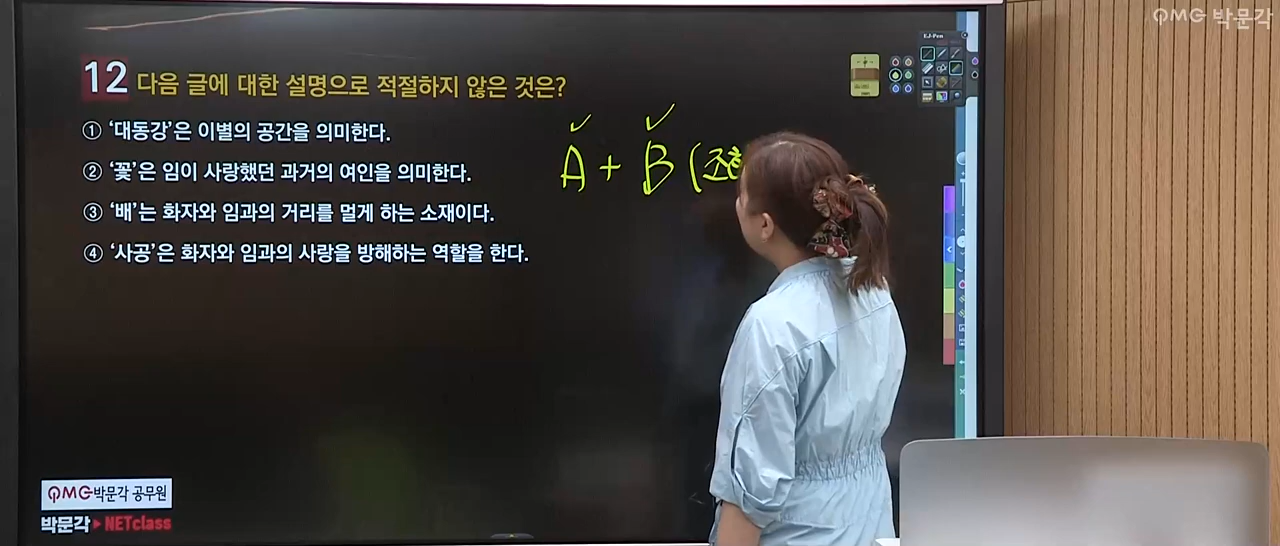 QMG 박문각
E.J-Pen
12 다음 글에 대한 설명으로 적절하지 않은 것은?
① ‘대동강’은 이별의 공간을 의미한다.
② ‘꽃’은 임이 사랑했던 과거의 여인을 의미한다.
③ ‘배’는 화자와 임과의 거리를 멀게 하는 소재이다.
④ ‘사공’은 화자와 임과의 사랑을 방해하는 역할을 한다.
A + B (조
QMG 박문각 공무원
박문각 ▶ NETclass